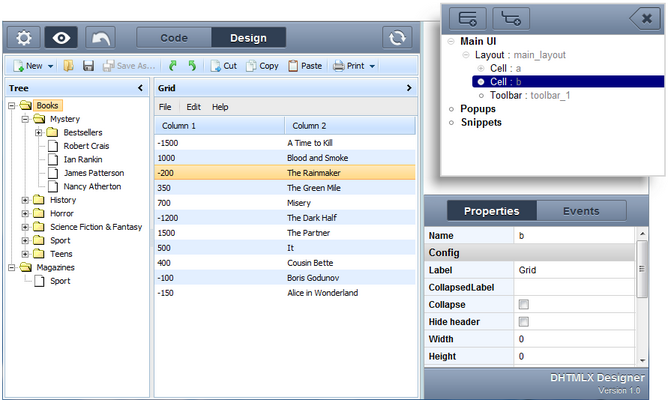 Code Design
New Save As... Cut Copy Paste Print
Tree
Books
Mystery
Bestsellers
Robert Crais
Ian Rankin
James Patterson
Nancy Atherton
History
Horror
Science Fiction & Fantasy
Sport
Teens
Magazines
Sport
Grid
File Edit Help
Column 1 Column 2
-1500 A Time to Kill
1000 Blood and Smoke
-200 The Rainmaker
350 The Green Mile
700 Misery
-1200 The Dark Half
1500 The Partner
500 It
400 Cousin Bette
-100 Boris Godunov
-150 Alice in Wonderland
Main UI
Layout : main_layout
Cell : a
Cell : b
Toolbar : toolbar_1
Popups
Snippets
Properties Events
Name b
Config
Label Grid
CollapsedLabel
Collapse
Hide header
Width 0
Height 0
DHTMLX Designer
Version 1.0